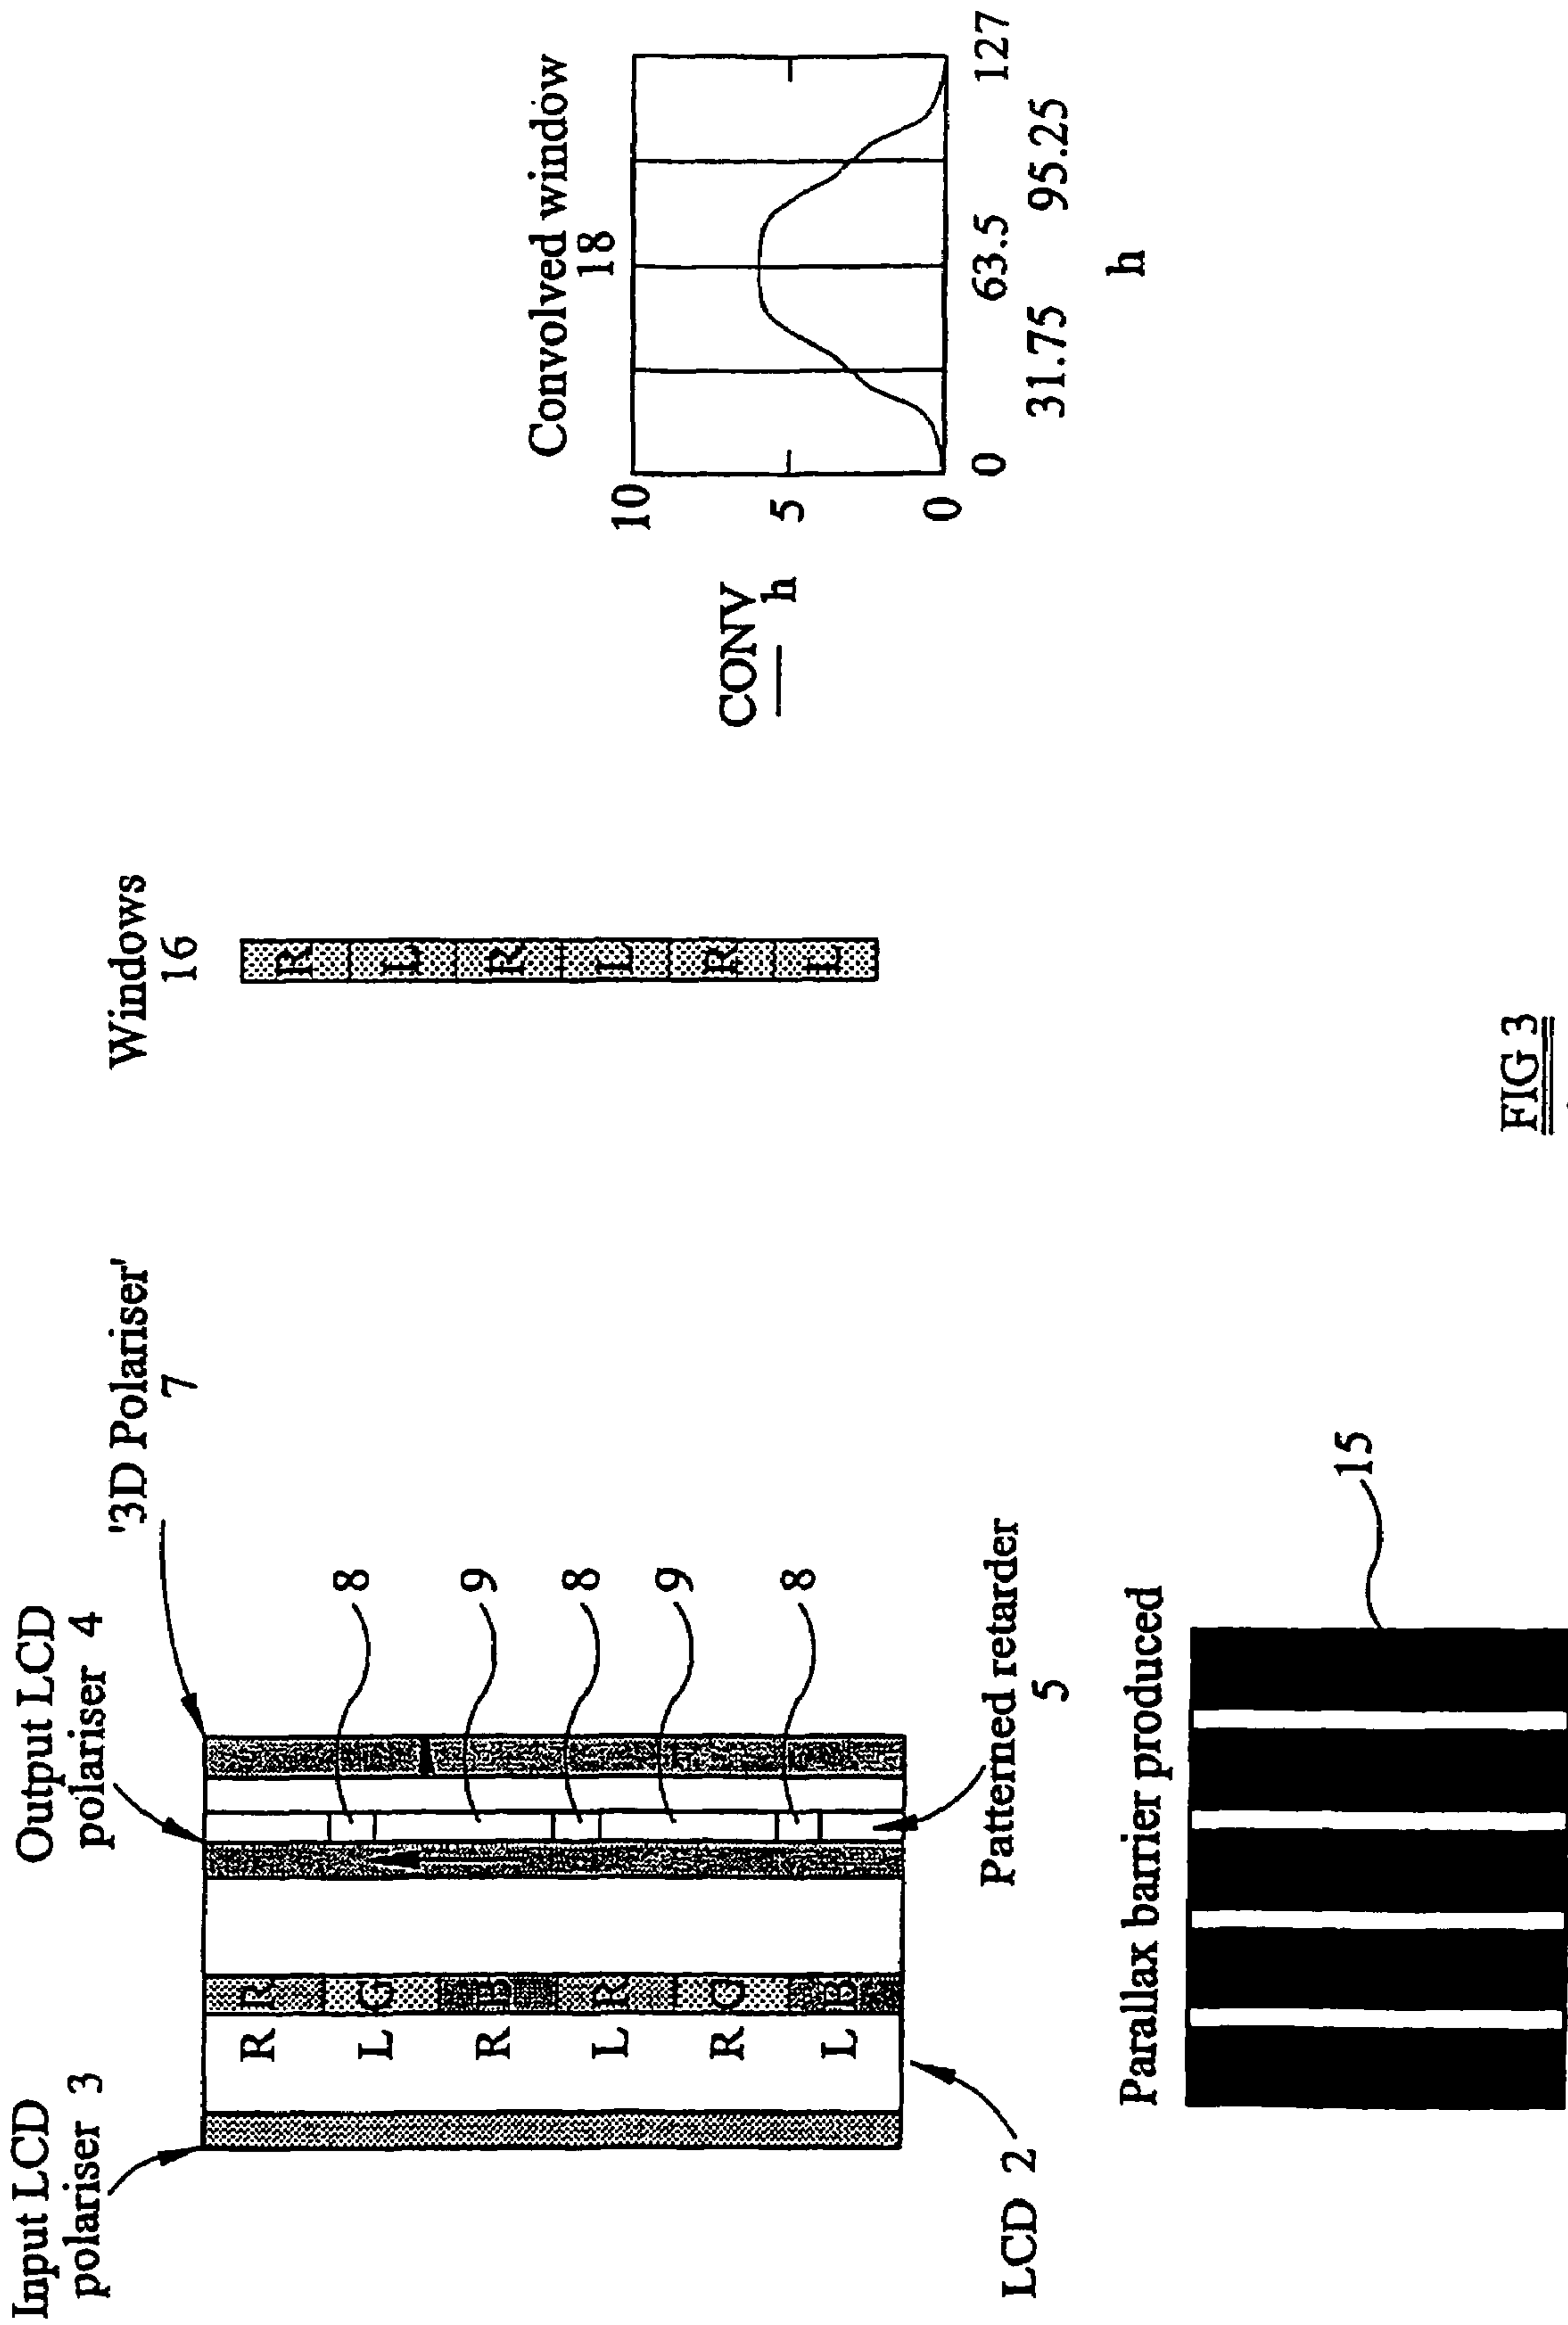 Input LCD
polariser 3
Output LCD
polariser 4
'3D Polariser'
7
R
L
R
L
R
L
R
G
B
R
G
B
8
9
8
9
8
LCD 2
Patterned retarder
5
Parallax barrier produced
15
Windows
16
R
L
R
L
R
L
Convolved window
18
CONV
h
10
5
0
0
31.75
63.5
95.25
127
h
FIG 3